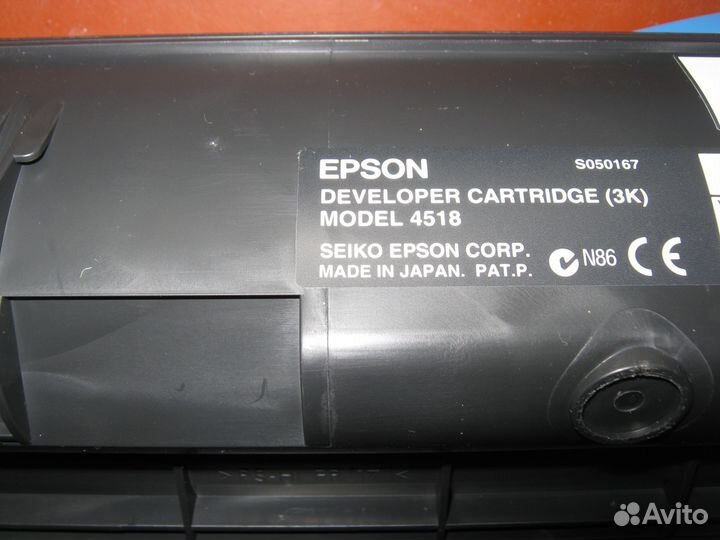 EPSON S050167
DEVELOPER CARTRIDGE (3K)
MODEL 4518
SEIKO EPSON CORP.
MADE IN JAPAN. PAT.P. N86 CE
Avito